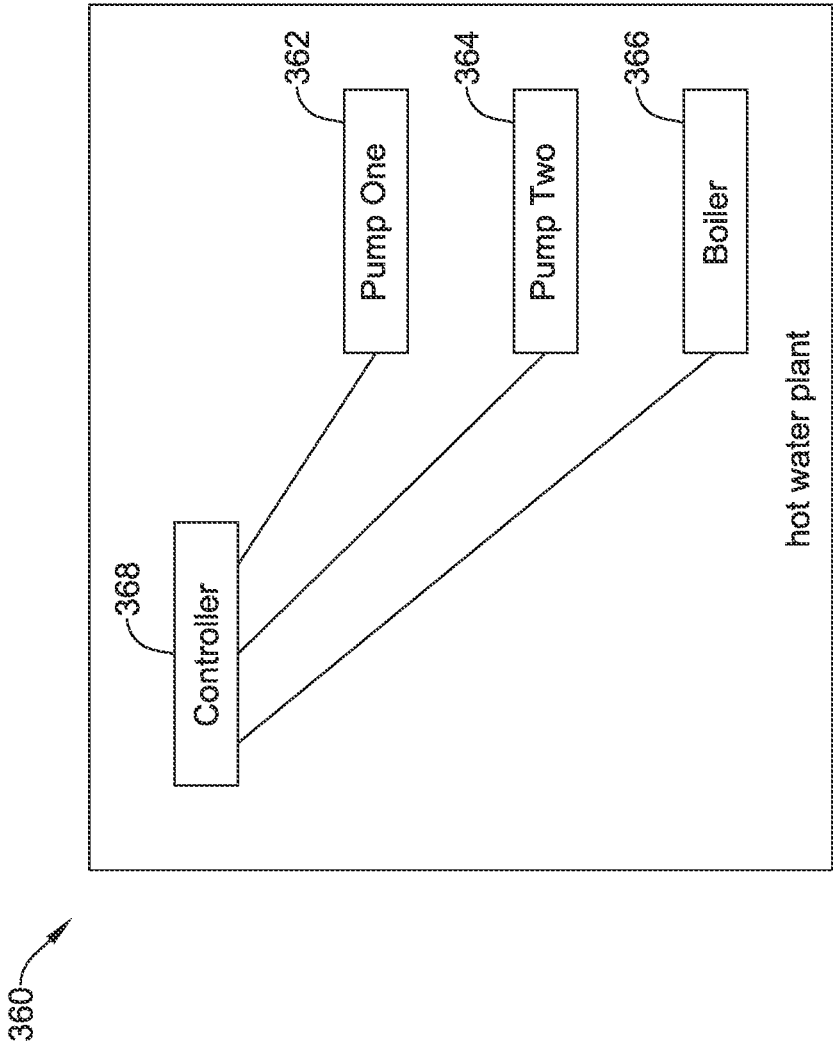 360
368
Controller
362
Pump One
364
Pump Two
366
Boiler
hot water plant